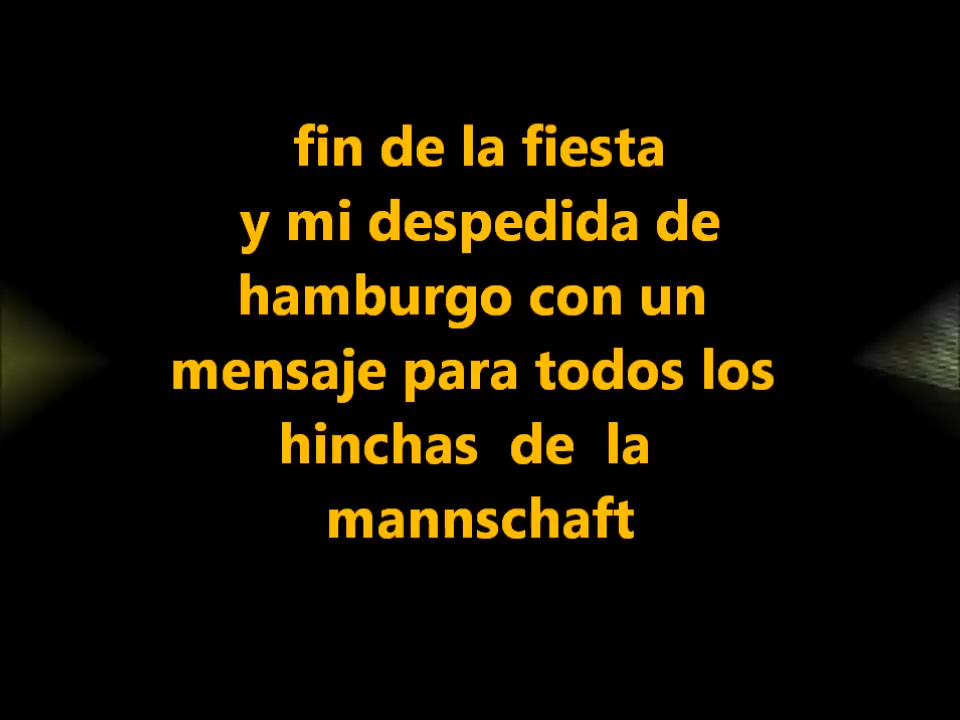 fin de la fiesta
y mi despedida de
hamburgo con un
mensaje para todos los
hinchas de la
mannschaft